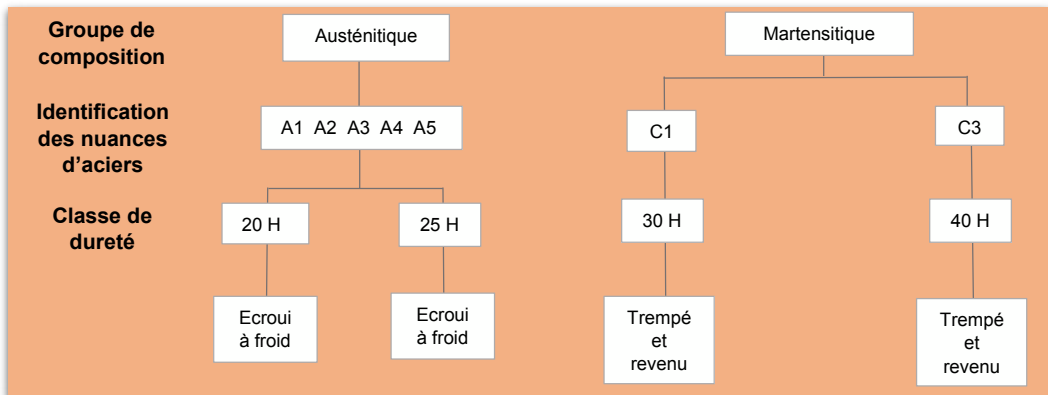 Groupe de
composition
Austénitique
Martensitique
Identification
des nuances
d'aciers
A1 A2 A3 A4 A5
C1
C3
Classe de
dureté
20 H
25 H
30 H
40 H
Ecroui
à froid
Ecroui
à froid
Trempé
et
revenu
Trempé
et
revenu